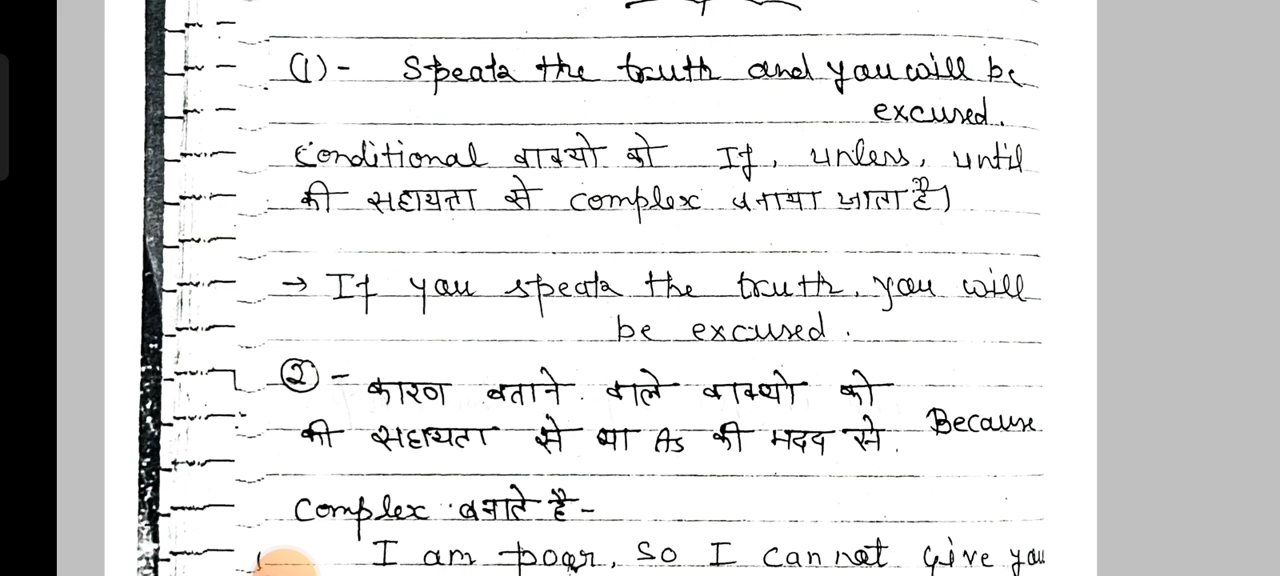 (1)- Speak the truth and you will be
excused.
Conditional वाक्यो को If, unless, until
की सहायता से complex बनाया जाता है।
→ If you speak the truth, you will
be excused.
② - कारण बताने वाले वाक्यो को
Because
की सहायता से या As की मदद से.
Complex बनाते है-
I am poor, so I can not give you